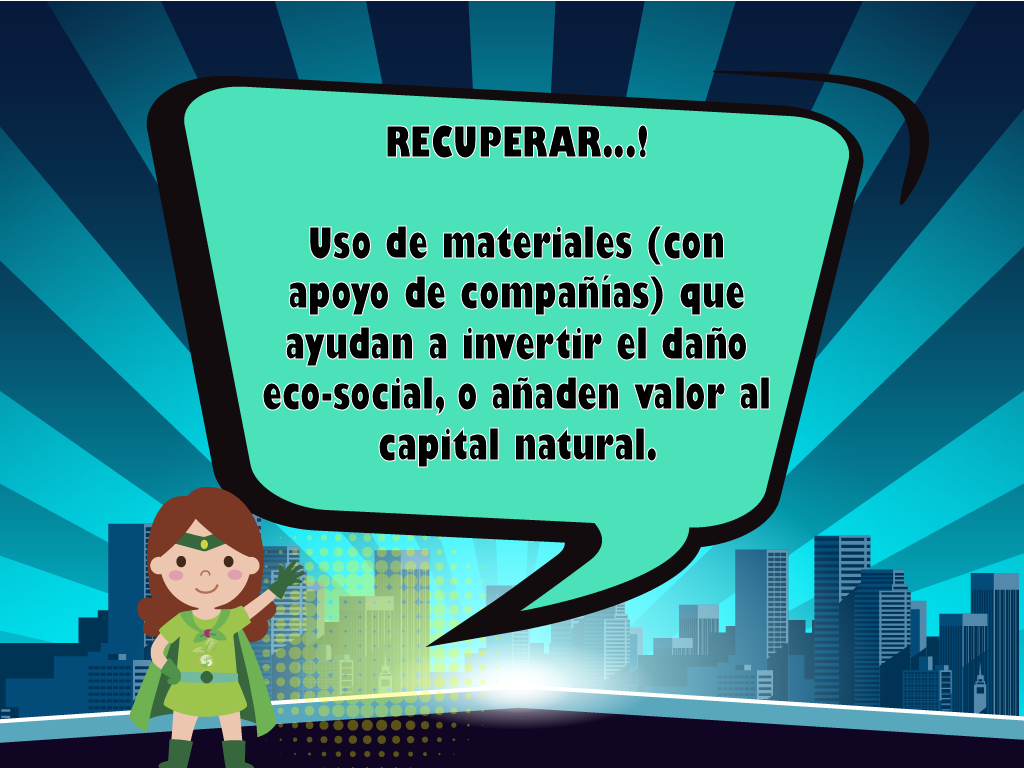 RECUPERAR...!
Uso de materiales (con
apoyo de compañías) que
ayudan a invertir el daño
eco-social, o añaden valor al
capital natural.